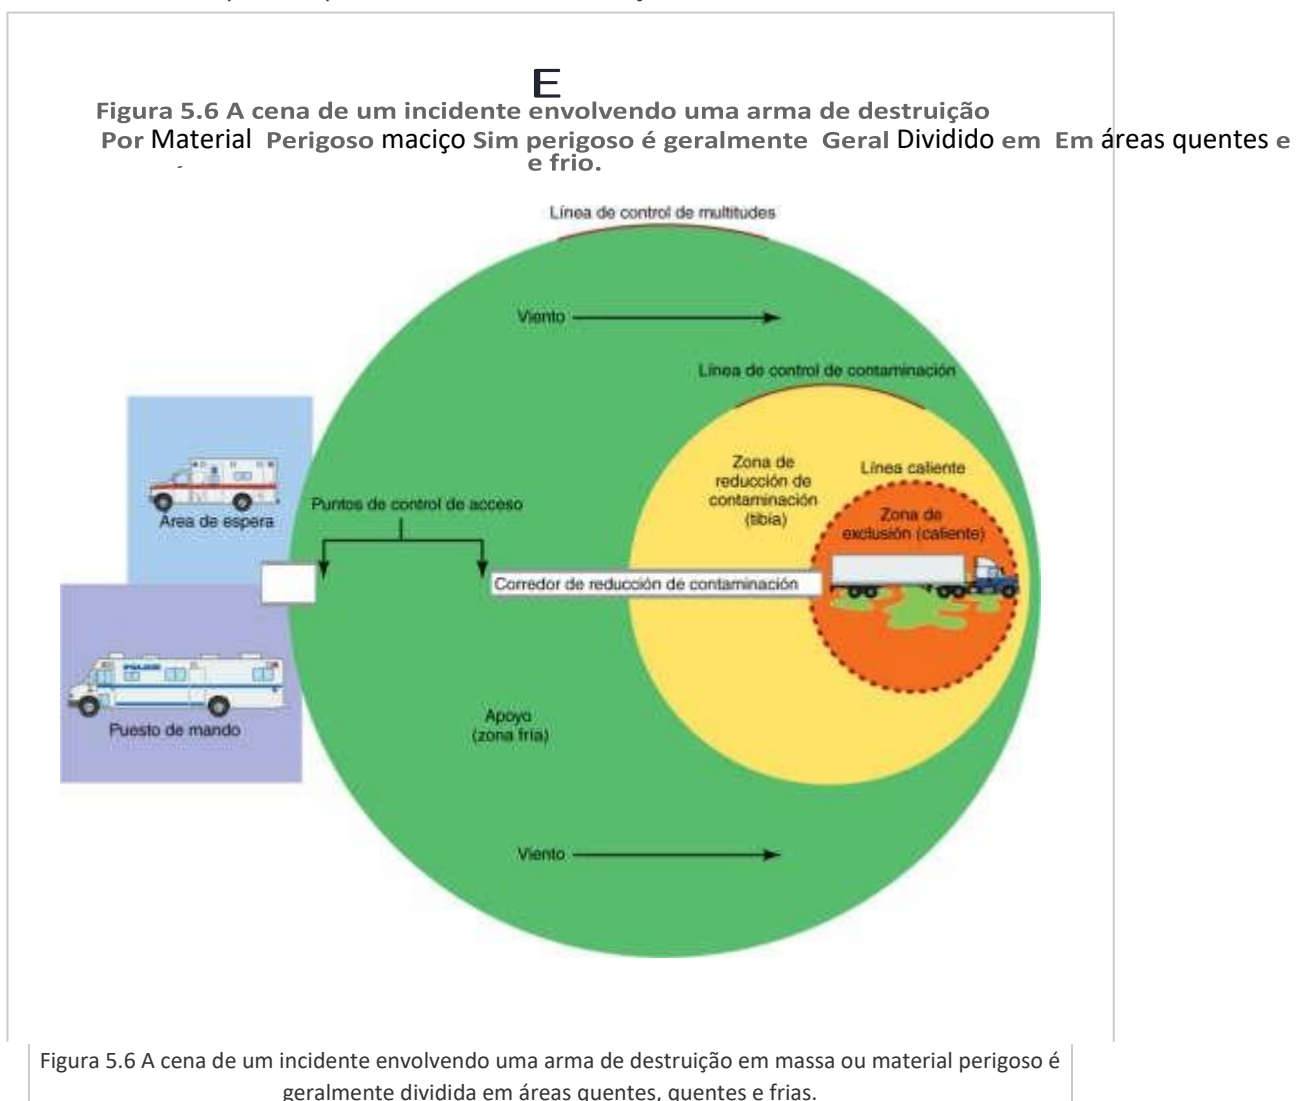 E
Figura 5.6 A cena de um incidente envolvendo uma arma de destruição
Por Material Perigoso maciço Sim perigoso é geralmente Geral Dividido em Em áreas quentes e
e frio.
Línea de control de multitudes
Viento
Línea de control de contaminación
Zona de
reducción de
contaminación
(tibia)
Línea caliente
Zona de
exclusión (caliente)
Área de espera
Puntos de control de acceso
Corredor de reducción de contaminación
POLICE
Puesto de mando
Apoyo
(zona fría)
Viento
Figura 5.6 A cena de um incidente envolvendo uma arma de destruição em massa ou material perigoso é
geralmente dividida em áreas quentes, quentes e frias.